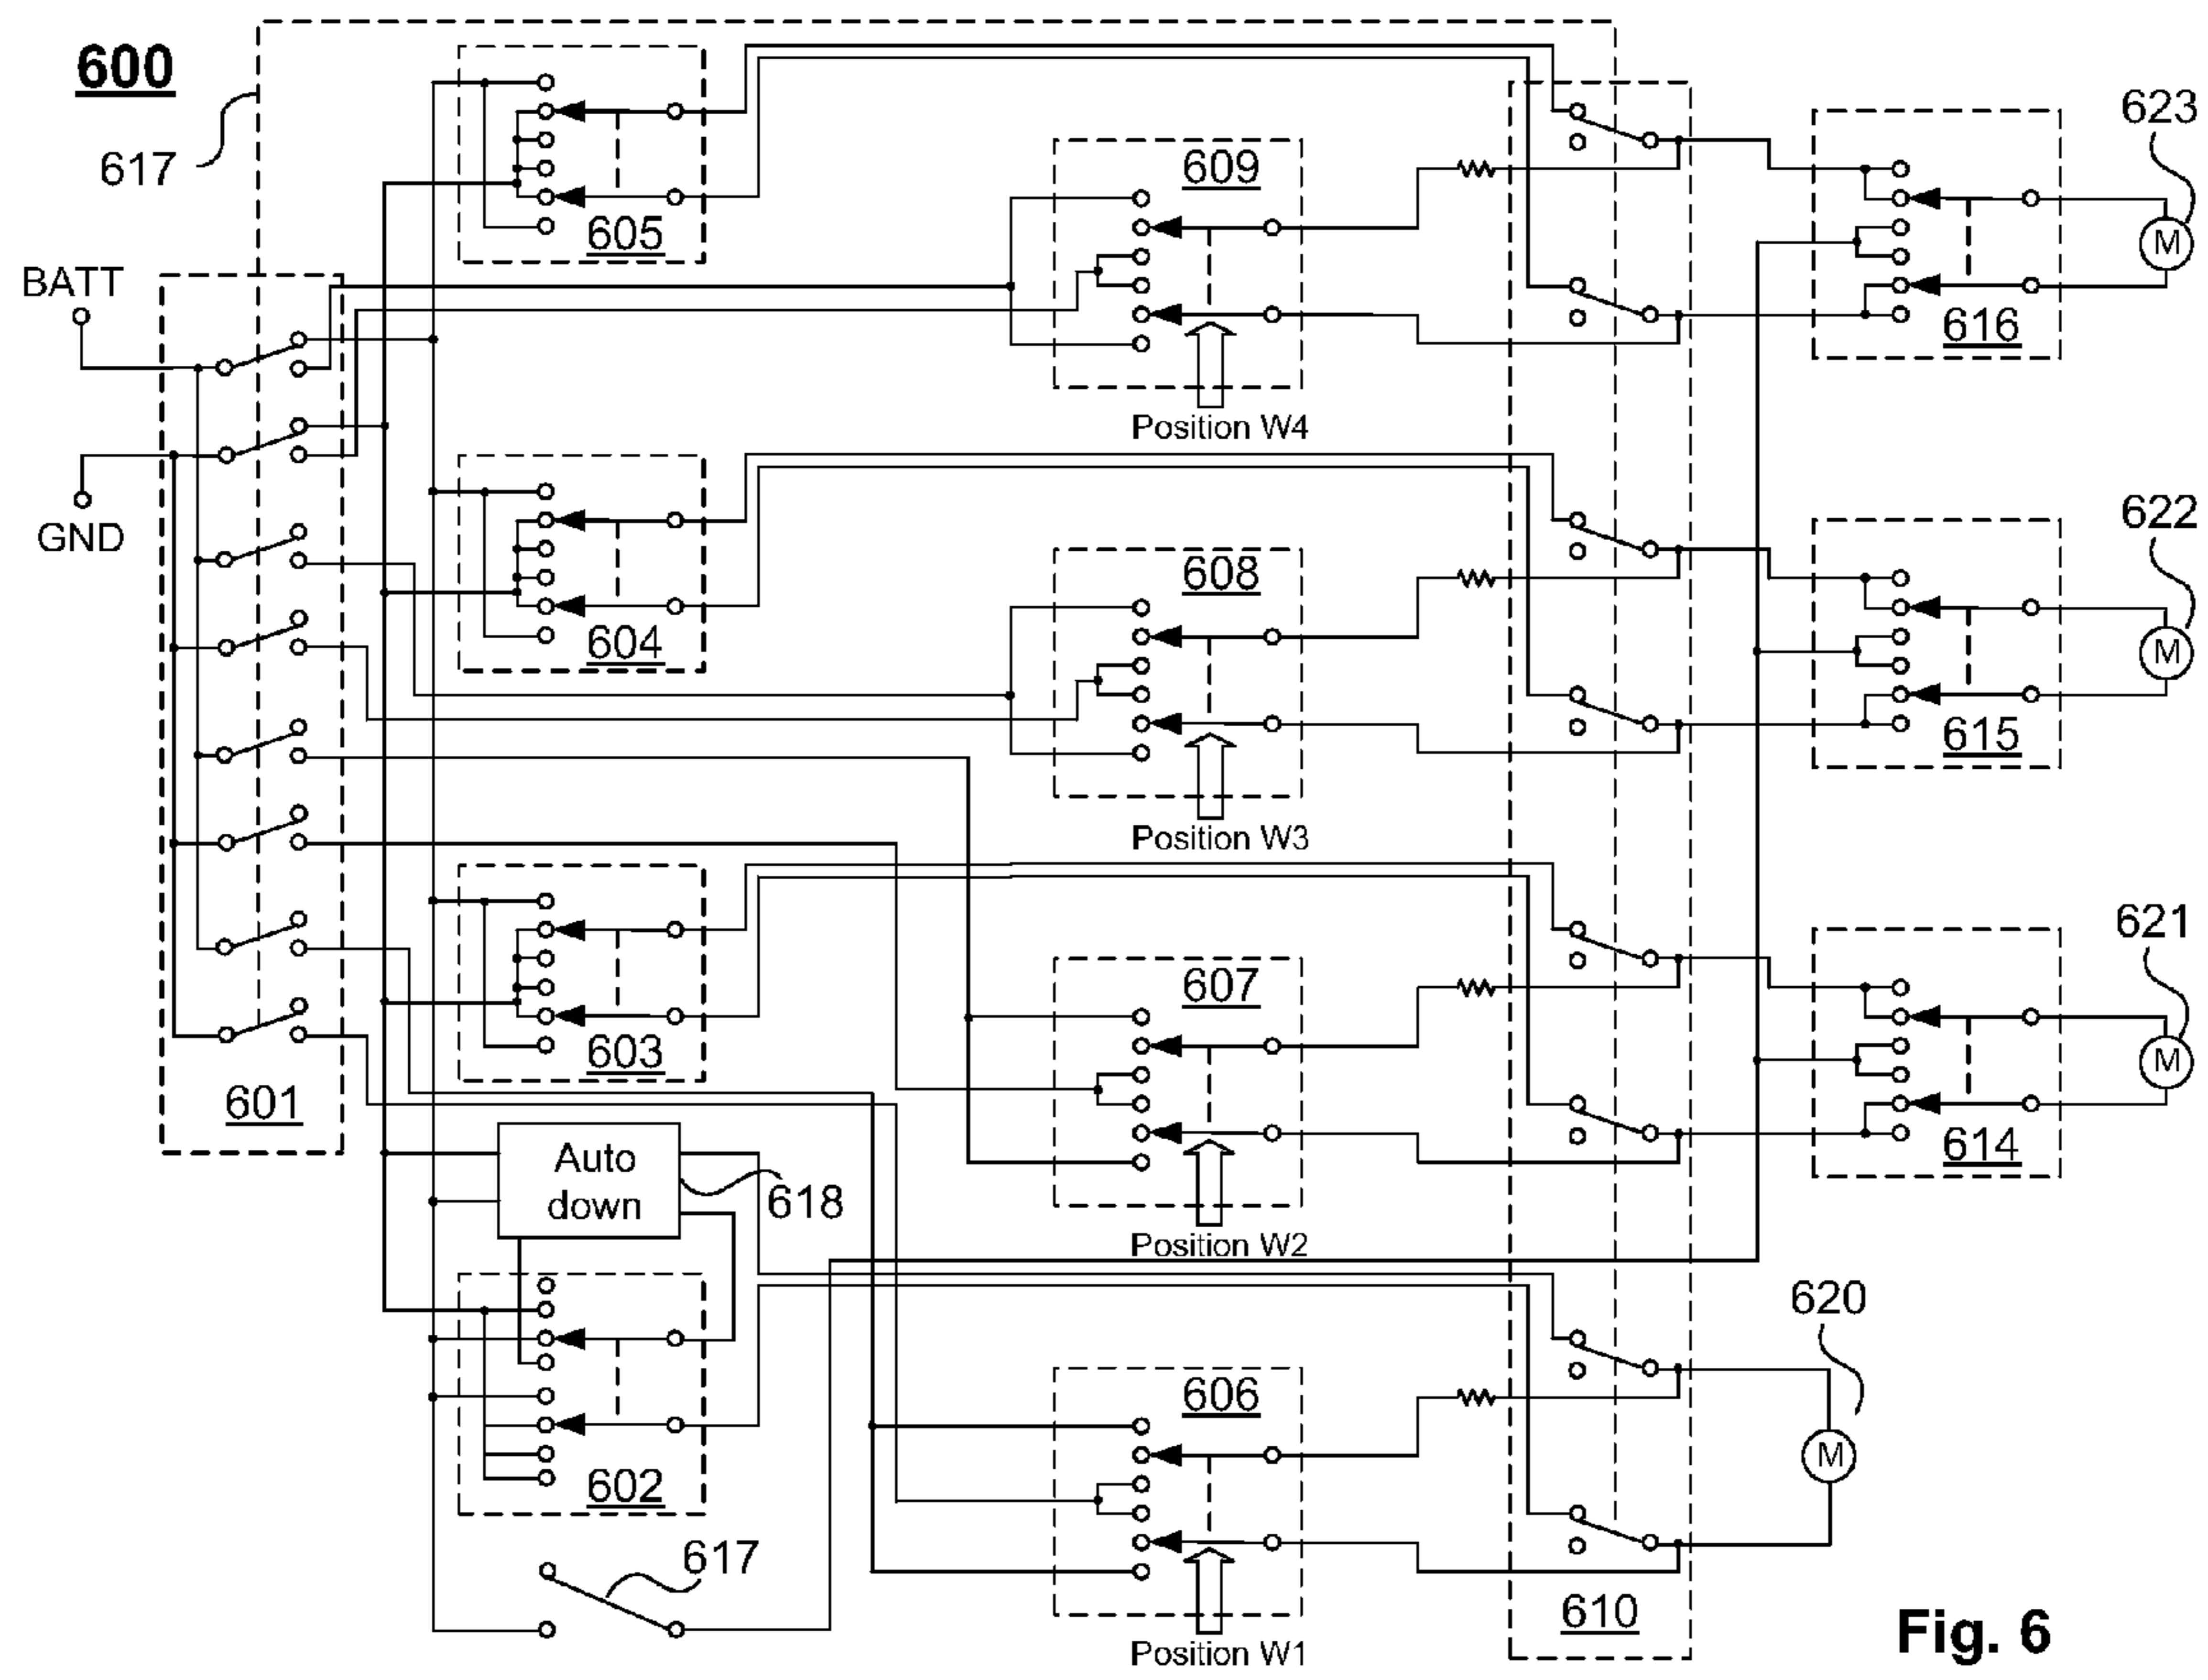 600
617
BATT
GND
601
605
604
603
Auto
down
618
602
617
609
Position W4
608
Position W3
607
Position W2
606
Position W1
610
616
623
M
615
622
M
614
621
M
620
M
Fig. 6